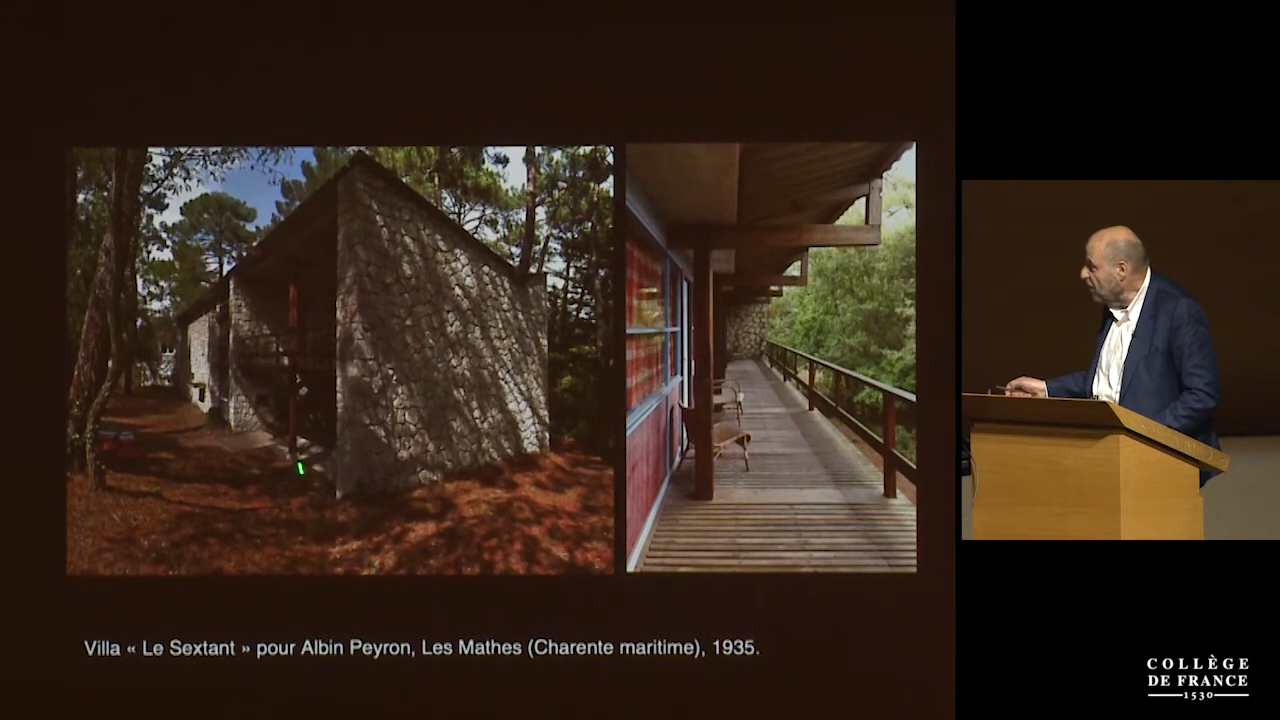 Villa « Le Sextant » pour Albin Peyron, Les Mathes (Charente maritime), 1935.
COLLÈGE
DE FRANCE
1530